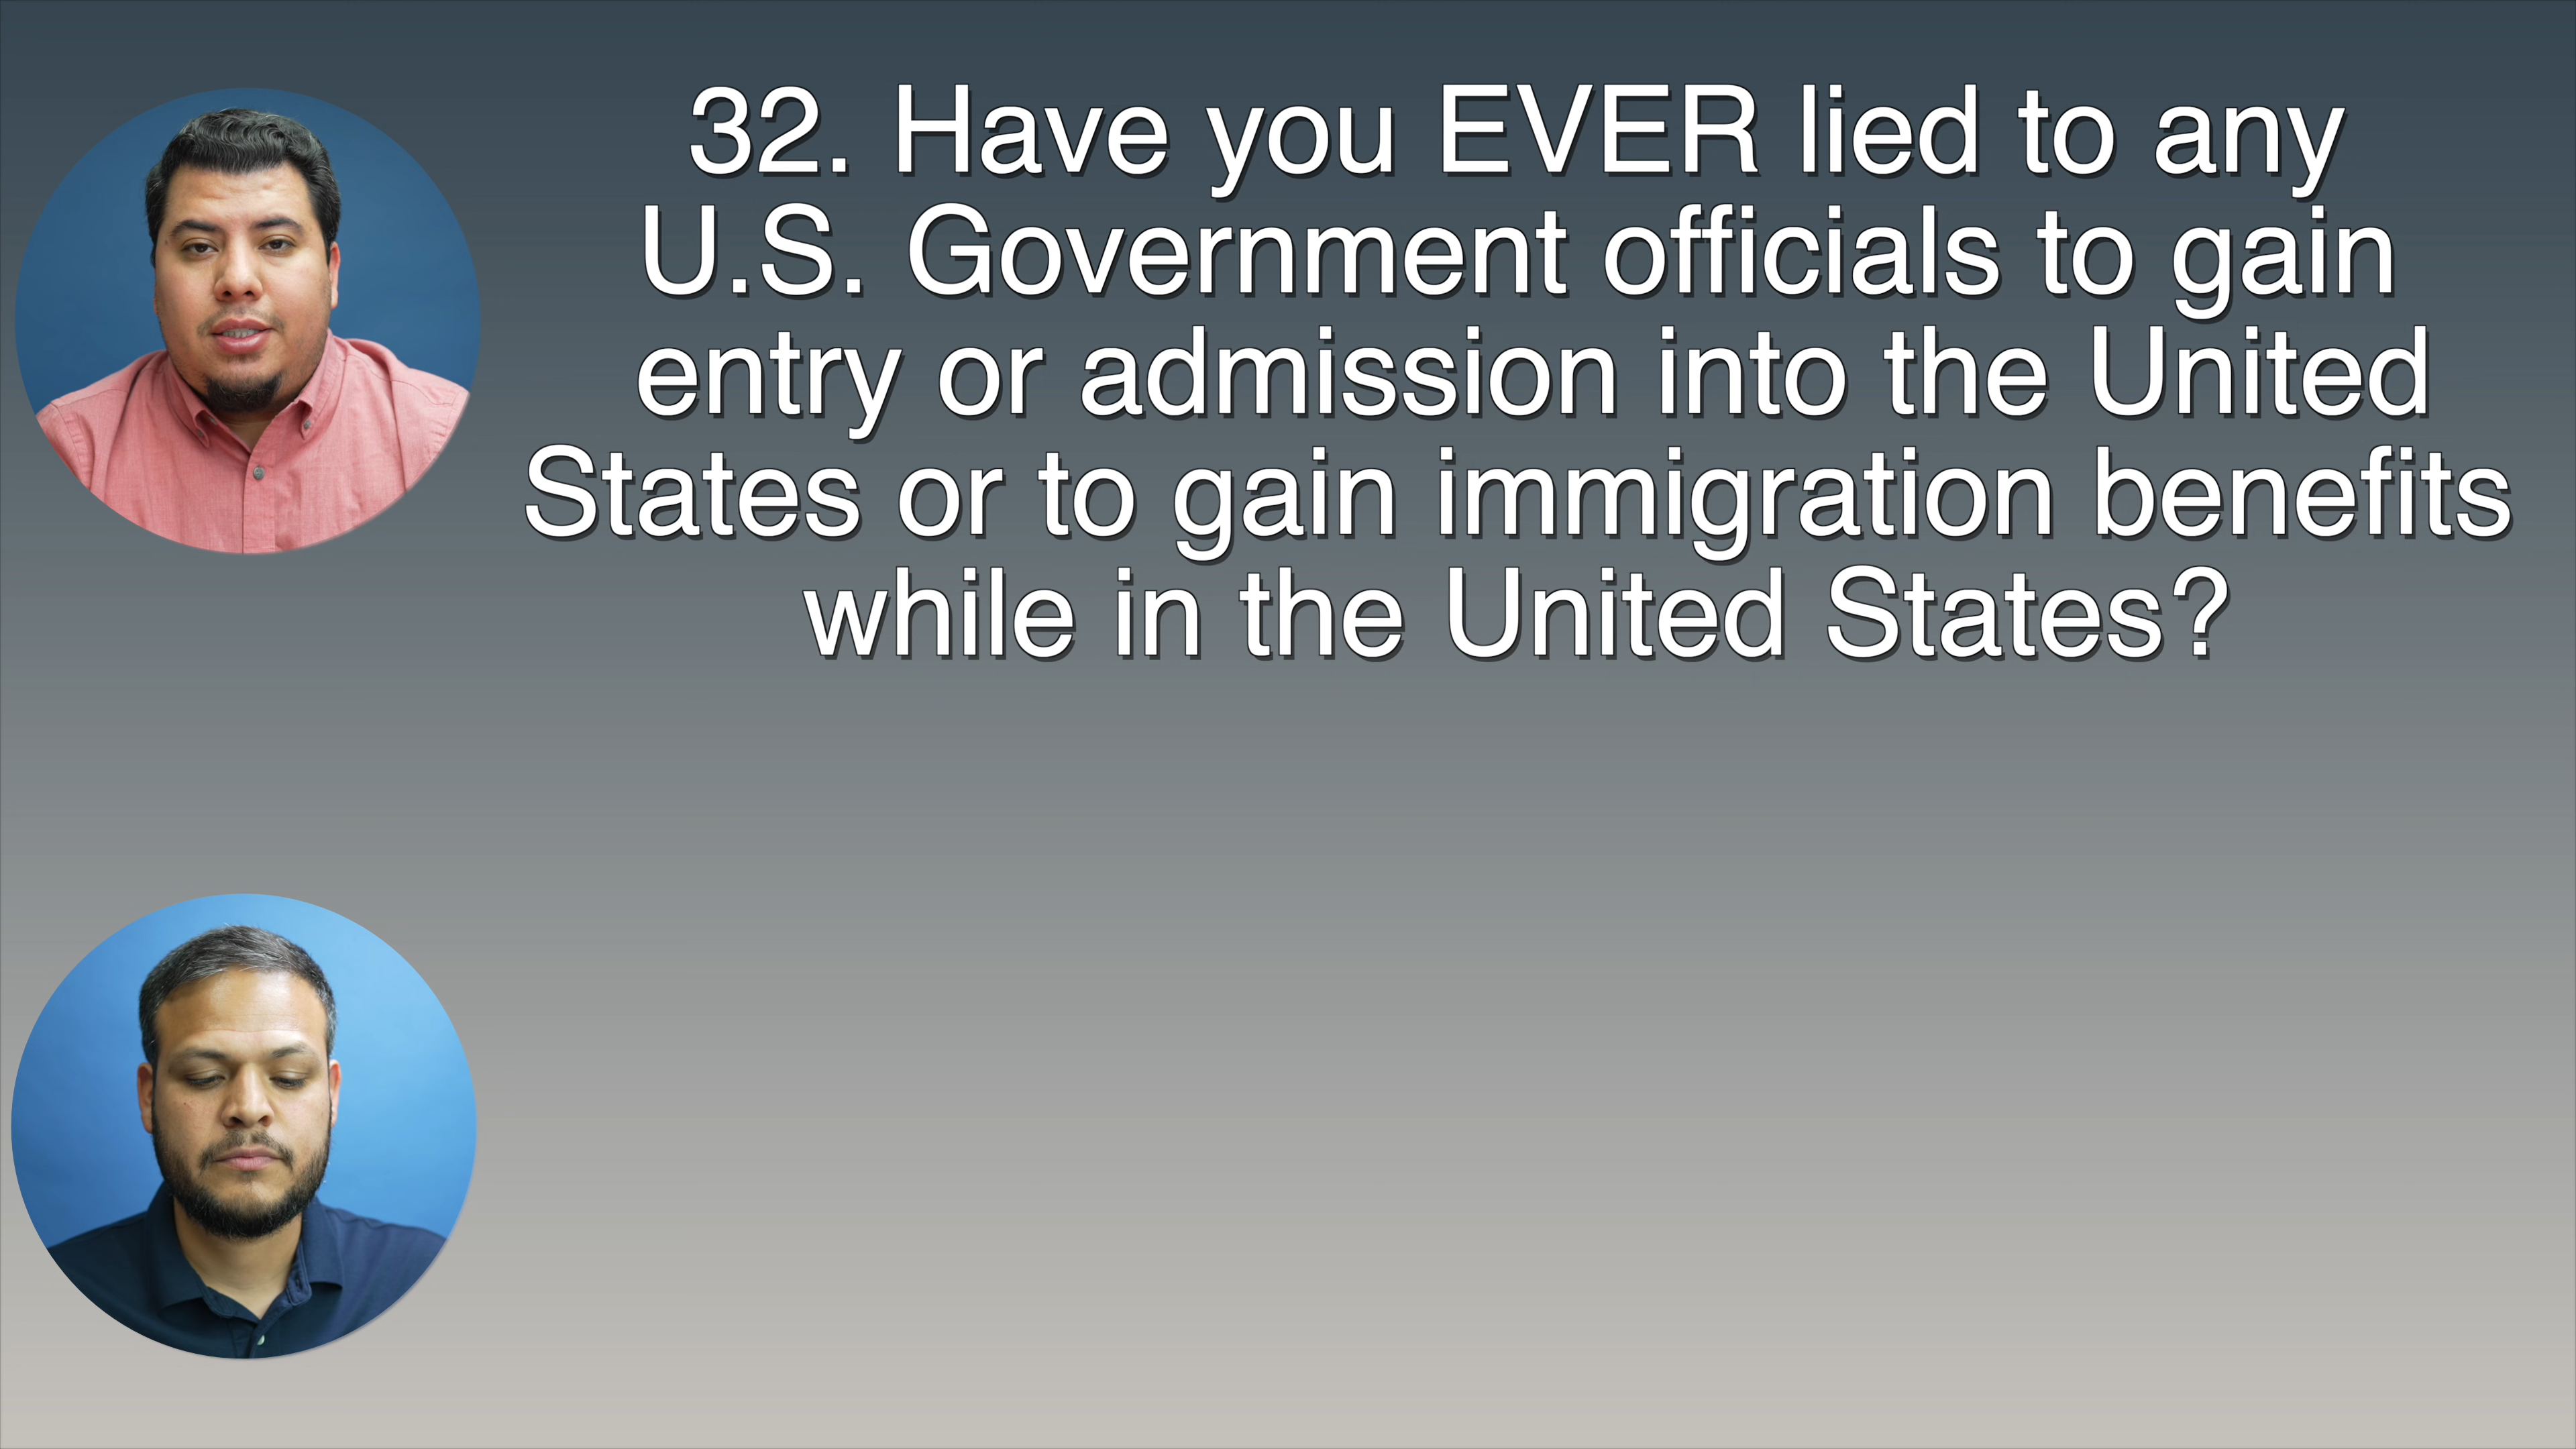 32. Have you EVER lied to any
U.S. Government officials to gain
entry or admission into the United
States or to gain immigration benefits
while in the United States?